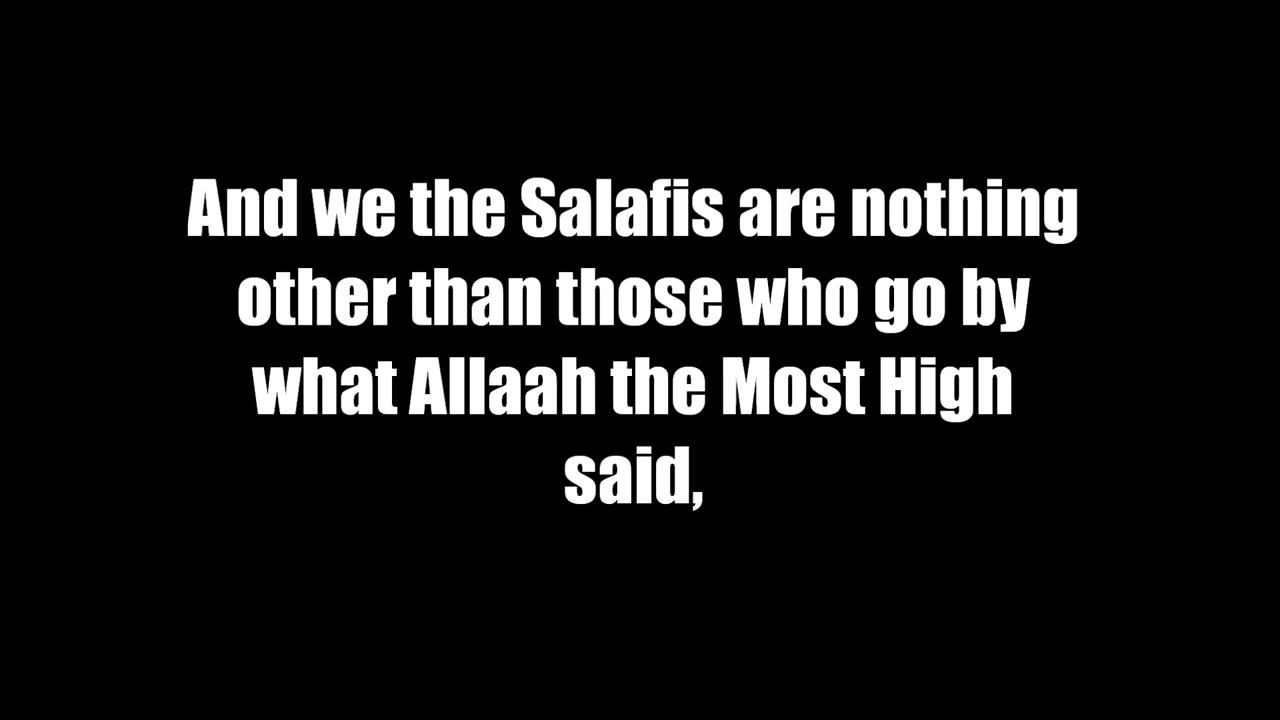 And we the Salafis are nothing
other than those who go by
what Allaah the Most High
said,